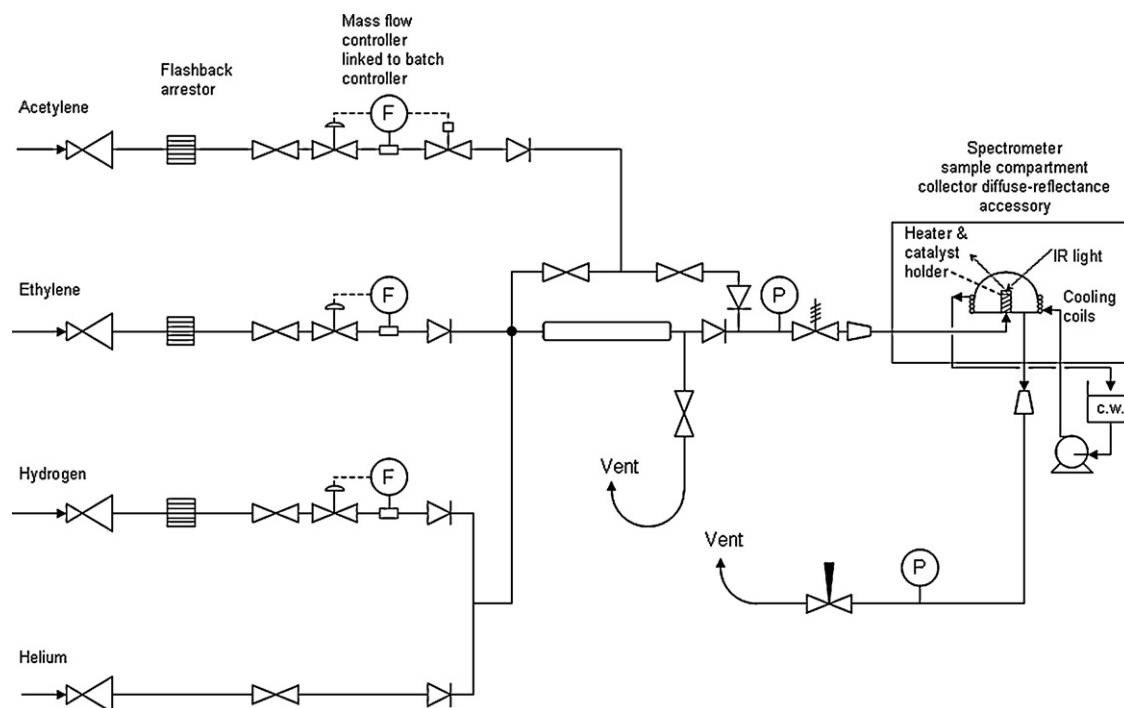 Mass flow
controller
linked to batch
controller
Flashback
arrestor
Acetylene
F
Spectrometer
sample compartment
collector diffuse-reflectance
accessory
Heater &
catalyst
holder
IR light
Cooling
coils
Ethylene
F
P
c.w.
Vent
Hydrogen
F
Vent
P
Helium